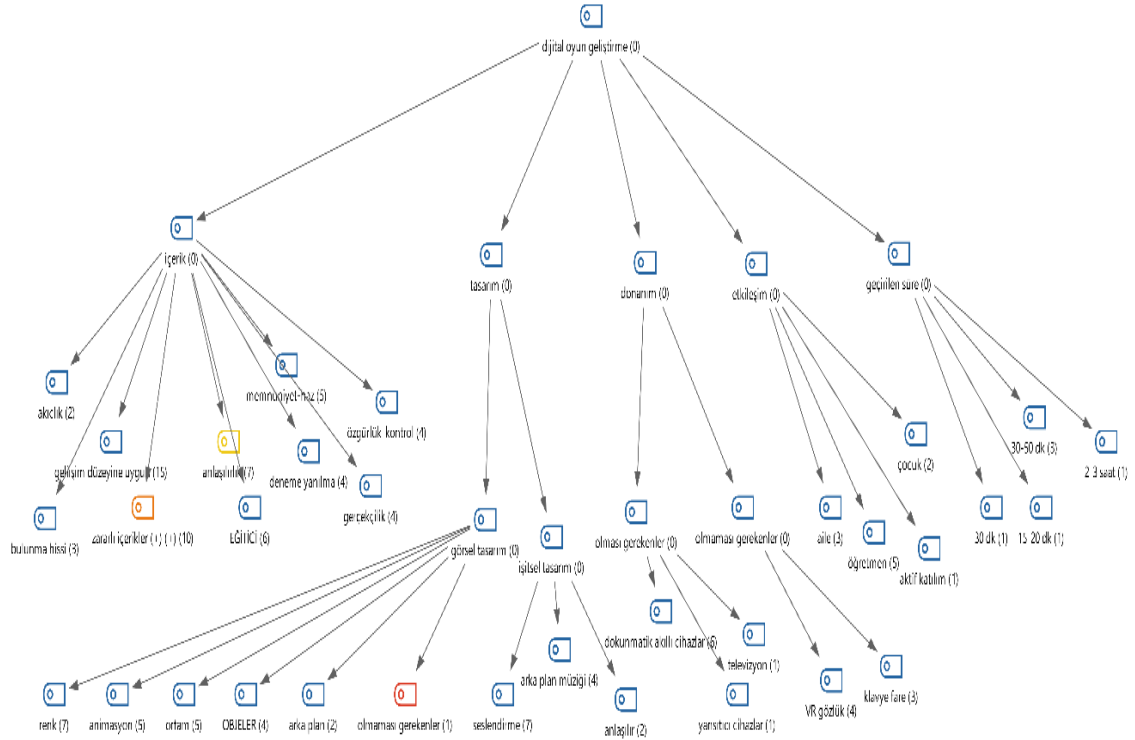 dijital oyun geliştirme (0)
içerik (0)
tasarım (0)
donanım (0)
etkileşim (0)
geçirilen süre (0)
akıcılık (2)
gelişim düzeyine uygun (15)
bulunma hissi (3)
zararlı içerikler (+) (+) (10)
anlaşılırlık (7)
EĞİTİCİ (6)
memnuniyet-haz (5)
deneme yanılma (4)
gerçekçilik (4)
özgürlük kontrol (4)
görsel tasarım (0)
işitsel tasarım (0)
olması gerekenler (0)
olmaması gerekenler (0)
aile (3)
öğretmen (5)
aktif katılım (1)
çocuk (2)
30 dk (1)
15 20 dk (1)
30-50 dk (3)
2 3 saat (1)
renk (7)
animasyon (5)
ortam (5)
OBJELER (4)
arka plan (2)
olmaması gerekenler (1)
seslendirme (7)
arka plan müziği (4)
anlaşılır (2)
dokunmatik akıllı cihazlar (6)
televizyon (1)
yansıtıcı cihazlar (1)
VR gözlük (4)
klavye fare (3)